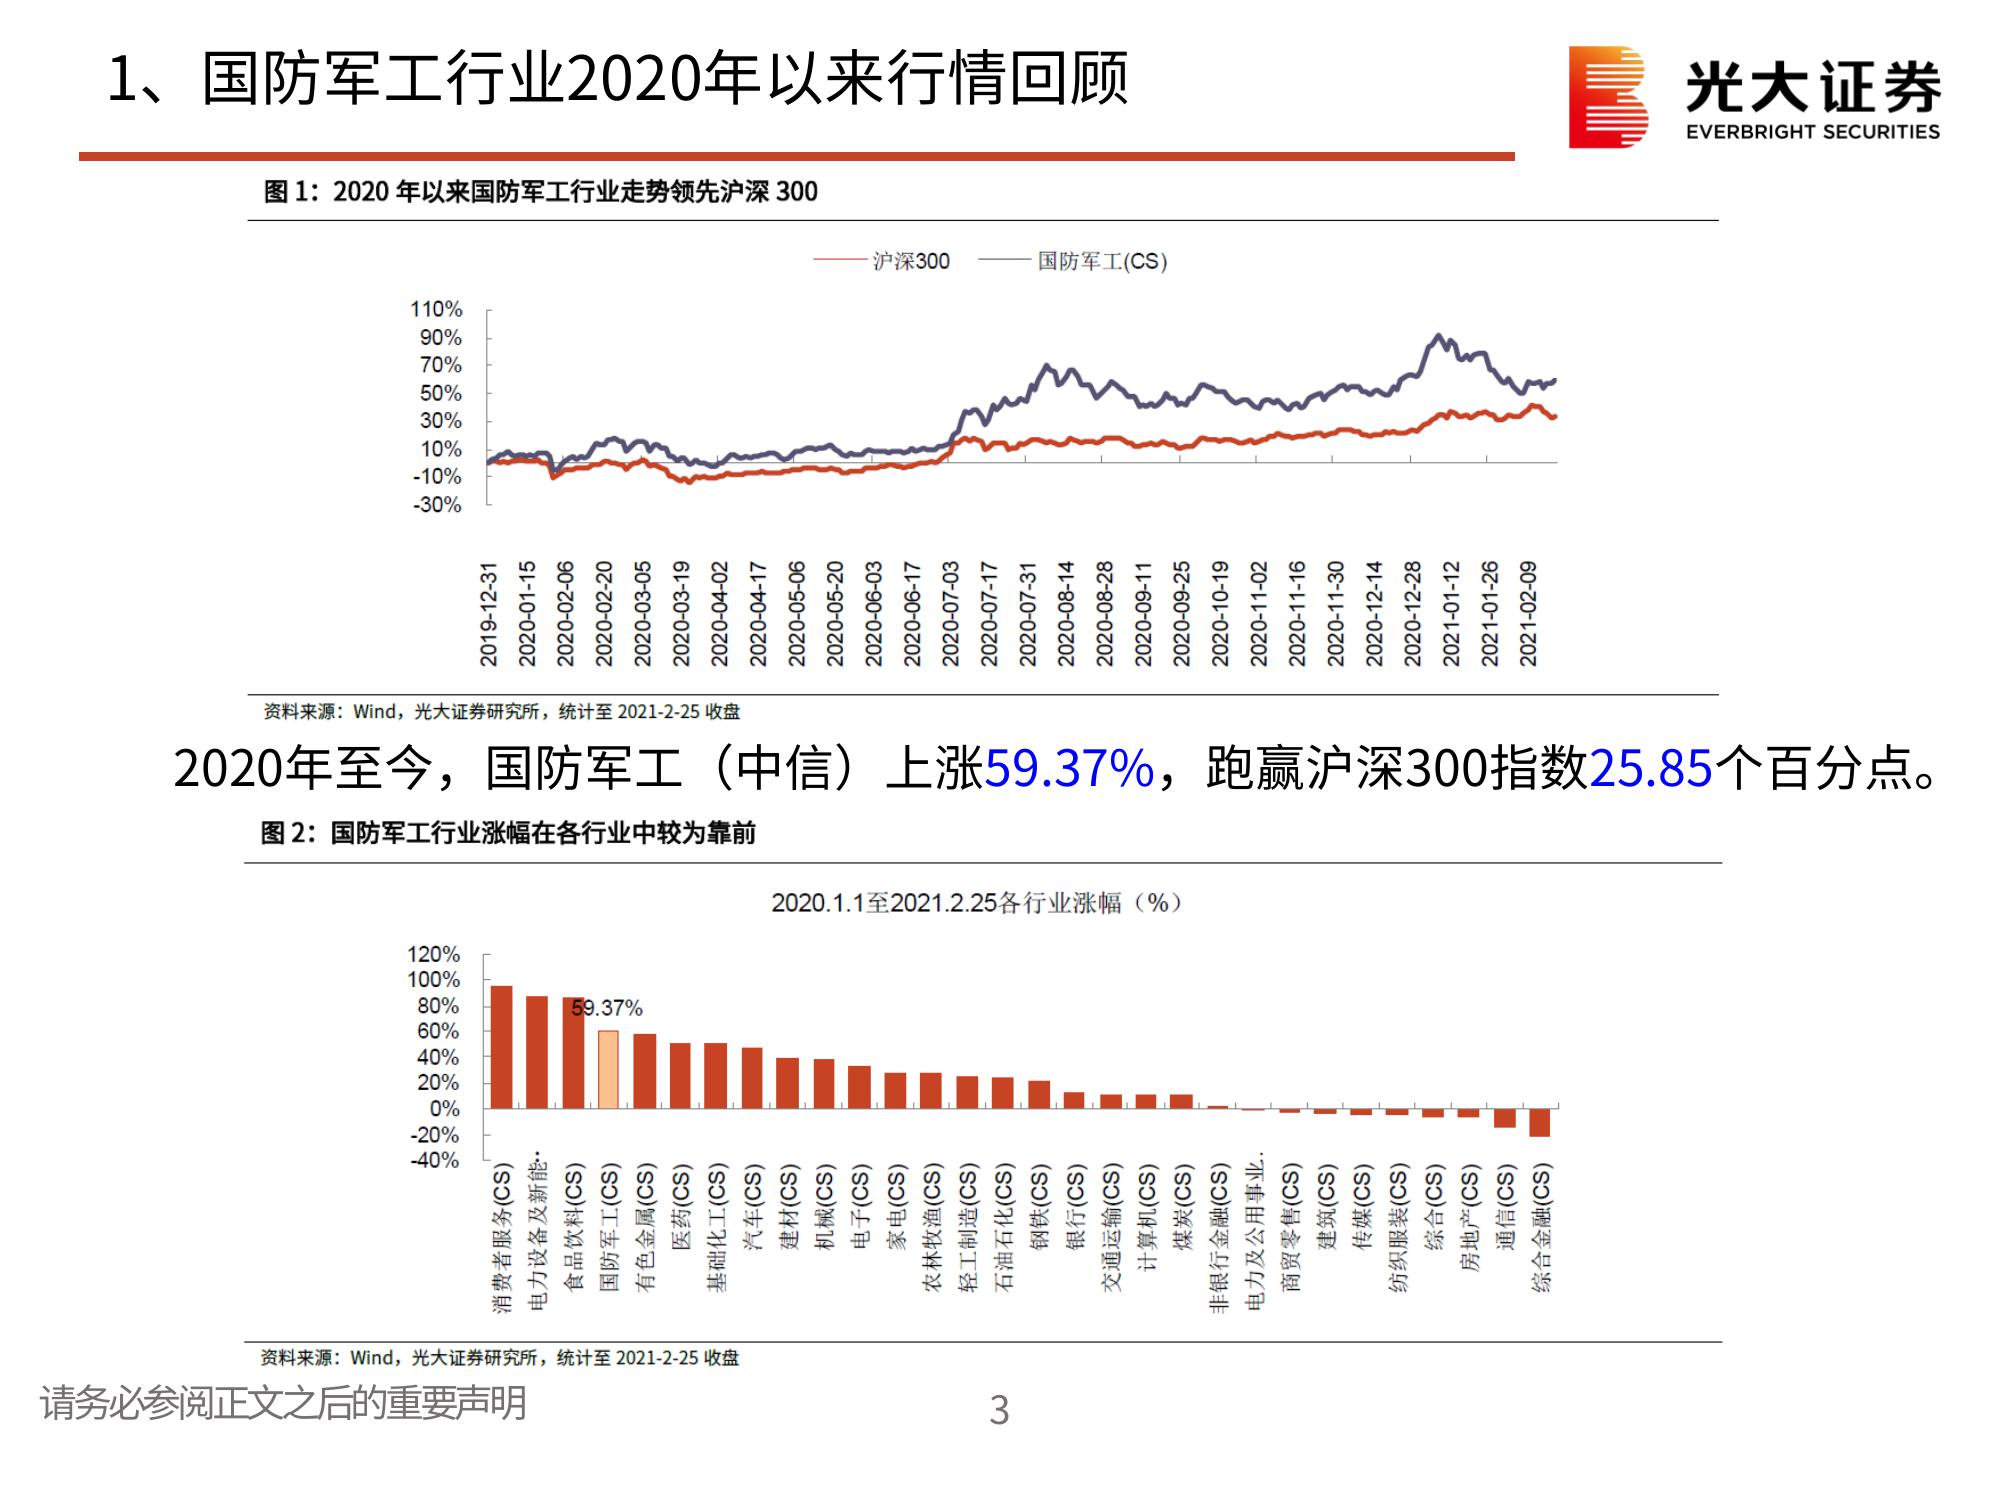 1、国防军工行业2020年以来行情回顾
光大证券
EVERBRIGHT SECURITIES
图 1：2020 年以来国防军工行业走势领先沪深 300
沪深300 国防军工(CS)
110%
90%
70%
50%
30%
10%
-10%
-30%
2019-12-31
2020-01-15
2020-02-06
2020-02-20
2020-03-05
2020-03-19
2020-04-02
2020-04-17
2020-05-06
2020-05-20
2020-06-03
2020-06-17
2020-07-03
2020-07-17
2020-07-31
2020-08-14
2020-08-28
2020-09-11
2020-09-25
2020-10-19
2020-11-02
2020-11-16
2020-11-30
2020-12-14
2020-12-28
2021-01-12
2021-01-26
2021-02-09
资料来源：Wind，光大证券研究所，统计至 2021-2-25 收盘
2020年至今，国防军工（中信）上涨59.37%，跑赢沪深300指数25.85个百分点。
图 2：国防军工行业涨幅在各行业中较为靠前
2020.1.1至2021.2.25各行业涨幅（%）
120%
100%
80%
60%
40%
20%
0%
-20%
-40%
59.37%
消费者服务(CS)
电力设备及新能..
食品饮料(CS)
国防军工(CS)
有色金属(CS)
医药(CS)
基础化工(CS)
汽车(CS)
建材(CS)
机械(CS)
电子(CS)
家电(CS)
农林牧渔(CS)
轻工制造(CS)
石油石化(CS)
钢铁(CS)
银行(CS)
交通运输(CS)
计算机(CS)
煤炭(CS)
非银行金融(CS)
电力及公用事业..
商贸零售(CS)
建筑(CS)
传媒(CS)
纺织服装(CS)
综合(CS)
房地产(CS)
通信(CS)
综合金融(CS)
资料来源：Wind，光大证券研究所，统计至 2021-2-25 收盘
请务必参阅正文之后的重要声明
3